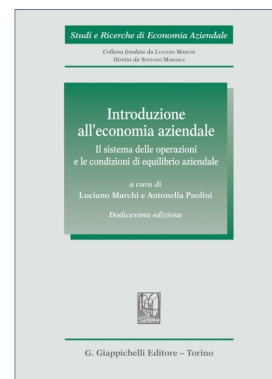 Studi e Ricerche di Economia Aziendale
Collana fondata da Luciano Marchi
Diretta da Stefano Marasca
Introduzione
all'economia aziendale
Il sistema delle operazioni
e le condizioni di equilibrio aziendale
a cura di
Luciano Marchi e Antonella Paolini
Dodicesima edizione
G. Giappichelli Editore – Torino